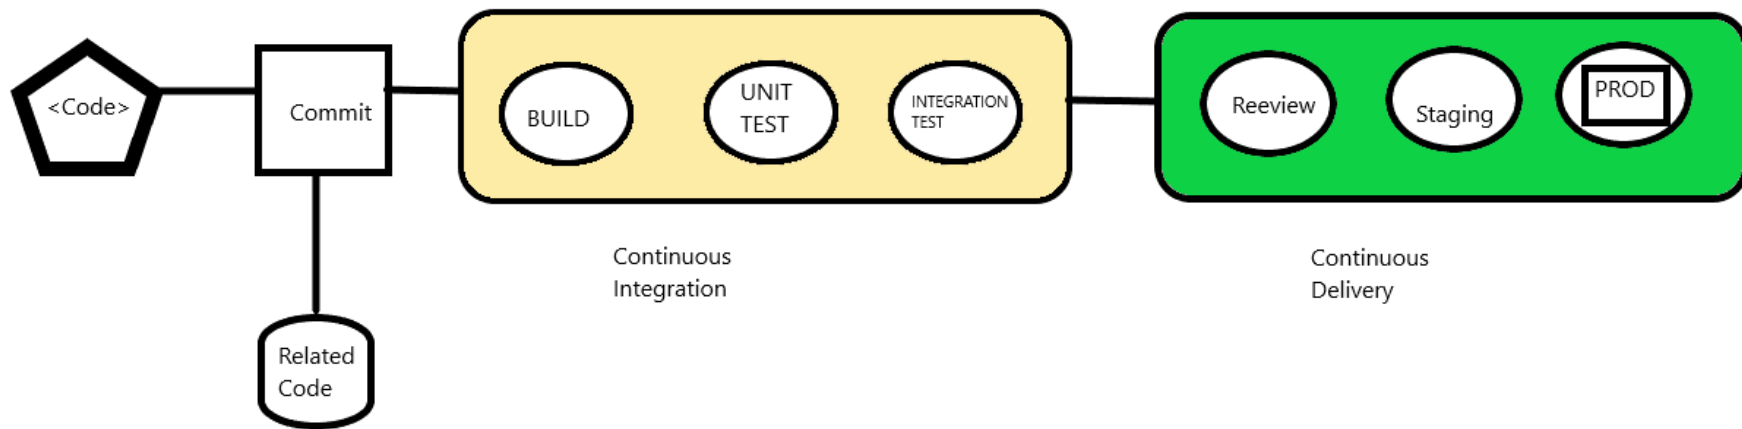 <Code>
Commit
BUILD
UNIT
TEST
INTEGRATION
TEST
Reeview
Staging
PROD
Continuous
Integration
Continuous
Delivery
Related
Code